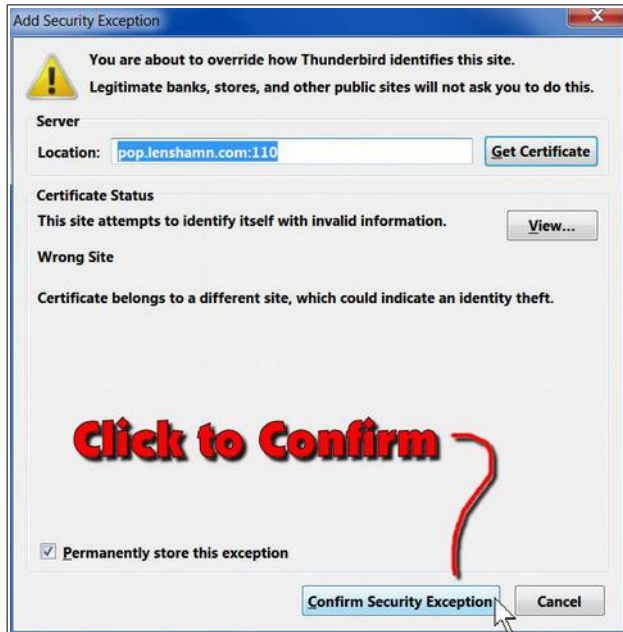 Add Security Exception
You are about to override how Thunderbird identifies this site.
Legitimate banks, stores, and other public sites will not ask you to do this.
Server
Location: pop.lenshamn.com:110 Get Certificate
Certificate Status
This site attempts to identify itself with invalid information. View...
Wrong Site
Certificate belongs to a different site, which could indicate an identity theft.
Click to Confirm
Permanently store this exception
Confirm Security Exception Cancel